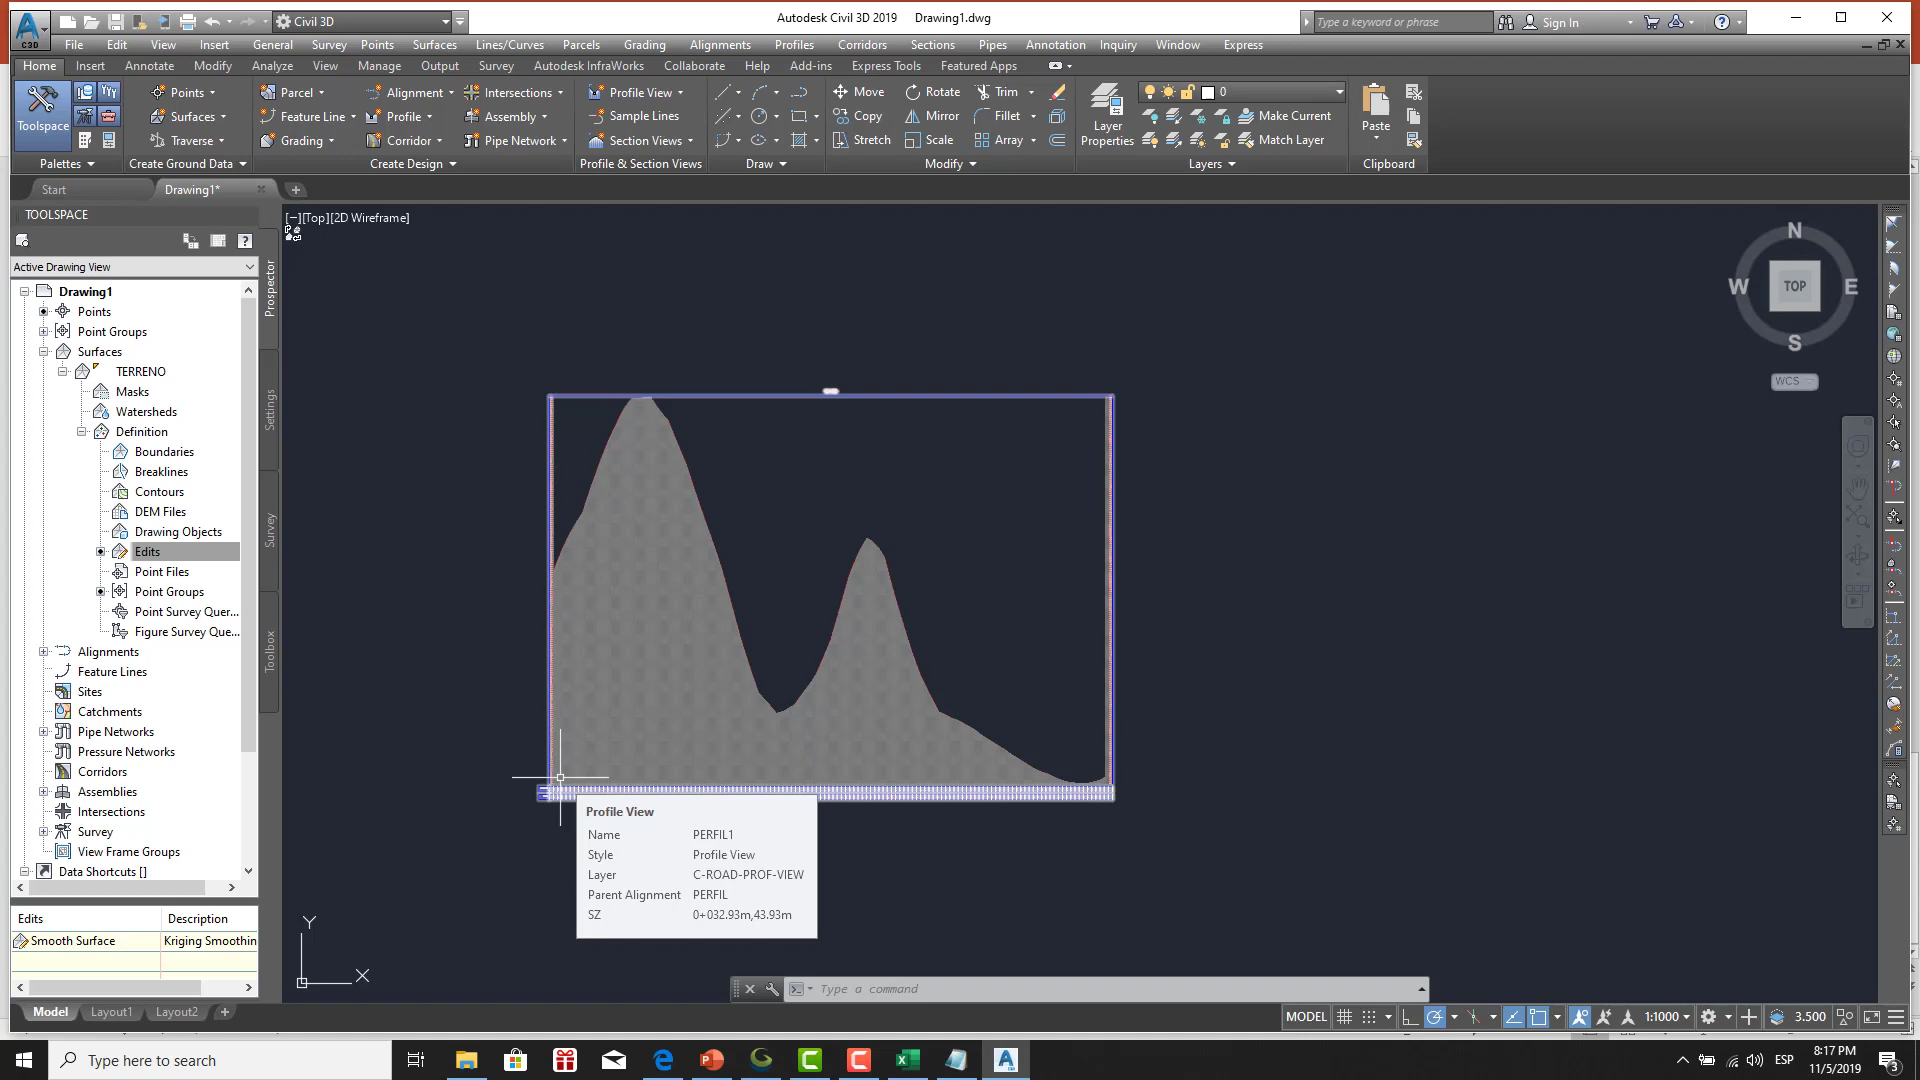 Civil 3D
Autodesk Civil 3D 2019 Drawing1.dwg
Type a keyword or phrase
Sign In
C3D
File Edit View Insert General Survey Points Surfaces Lines/Curves Parcels Grading Alignments Profiles Corridors Sections Pipes Annotation Inquiry Window Express
Home Insert Annotate Modify Analyze View Manage Output Survey Autodesk InfraWorks Collaborate Help Add-ins Express Tools Featured Apps
Points Parcel Alignment Intersections Profile View Move Rotate Trim 0
Toolspace Surfaces Feature Line Profile Assembly Sample Lines Copy Mirror Fillet Layer Properties Make Current Paste
Traverse Grading Corridor Pipe Network Section Views Stretch Scale Array Match Layer
Palettes Create Ground Data Create Design Profile & Section Views Draw Modify Layers Clipboard
Start Drawing1*
TOOLSPACE
[−][Top][2D Wireframe]
Active Drawing View
Prospector
Settings
Survey
Toolbox
Drawing1
Points
Point Groups
Surfaces
TERRENO
Masks
Watersheds
Definition
Boundaries
Breaklines
Contours
DEM Files
Drawing Objects
Edits
Point Files
Point Groups
Point Survey Quer...
Figure Survey Que...
Alignments
Feature Lines
Sites
Catchments
Pipe Networks
Pressure Networks
Corridors
Assemblies
Intersections
Survey
View Frame Groups
Data Shortcuts []
Edits Description
Smooth Surface Kriging Smoothin
N
W TOP E
S
WCS
Profile View
Name PERFIL1
Style Profile View
Layer C-ROAD-PROF-VIEW
Parent Alignment PERFIL
SZ 0+032.93m,43.93m
Y
X
Type a command
Model Layout1 Layout2
MODEL 1:1000 3.500
Type here to search
ESP
8:17 PM
11/5/2019
3